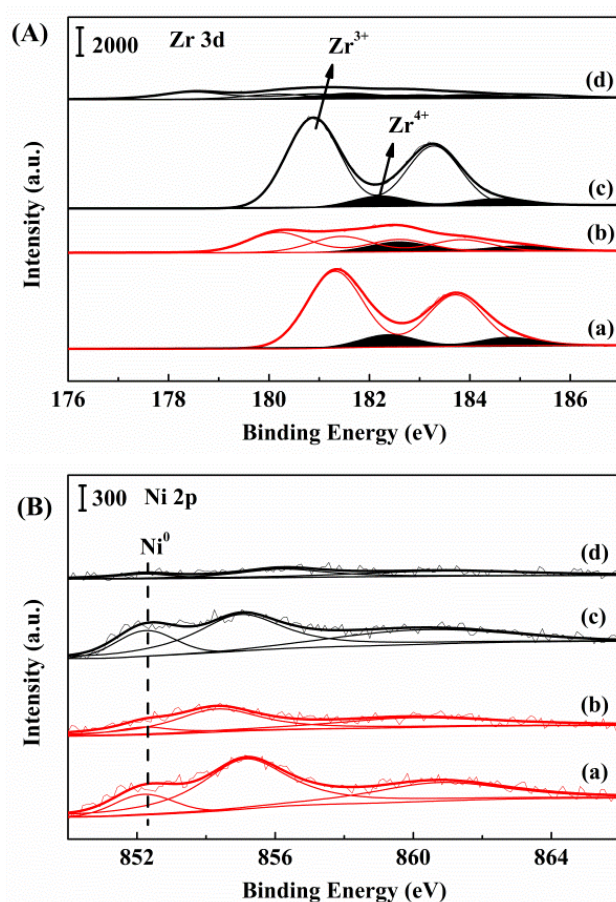 (A)
2000 Zr 3d
Zr3+
Zr4+
(d)
(c)
(b)
(a)
Intensity (a.u.)
176 178 180 182 184 186
Binding Energy (eV)
(B)
300 Ni 2p
Ni0
(d)
(c)
(b)
(a)
Intensity (a.u.)
852 856 860 864
Binding Energy (eV)